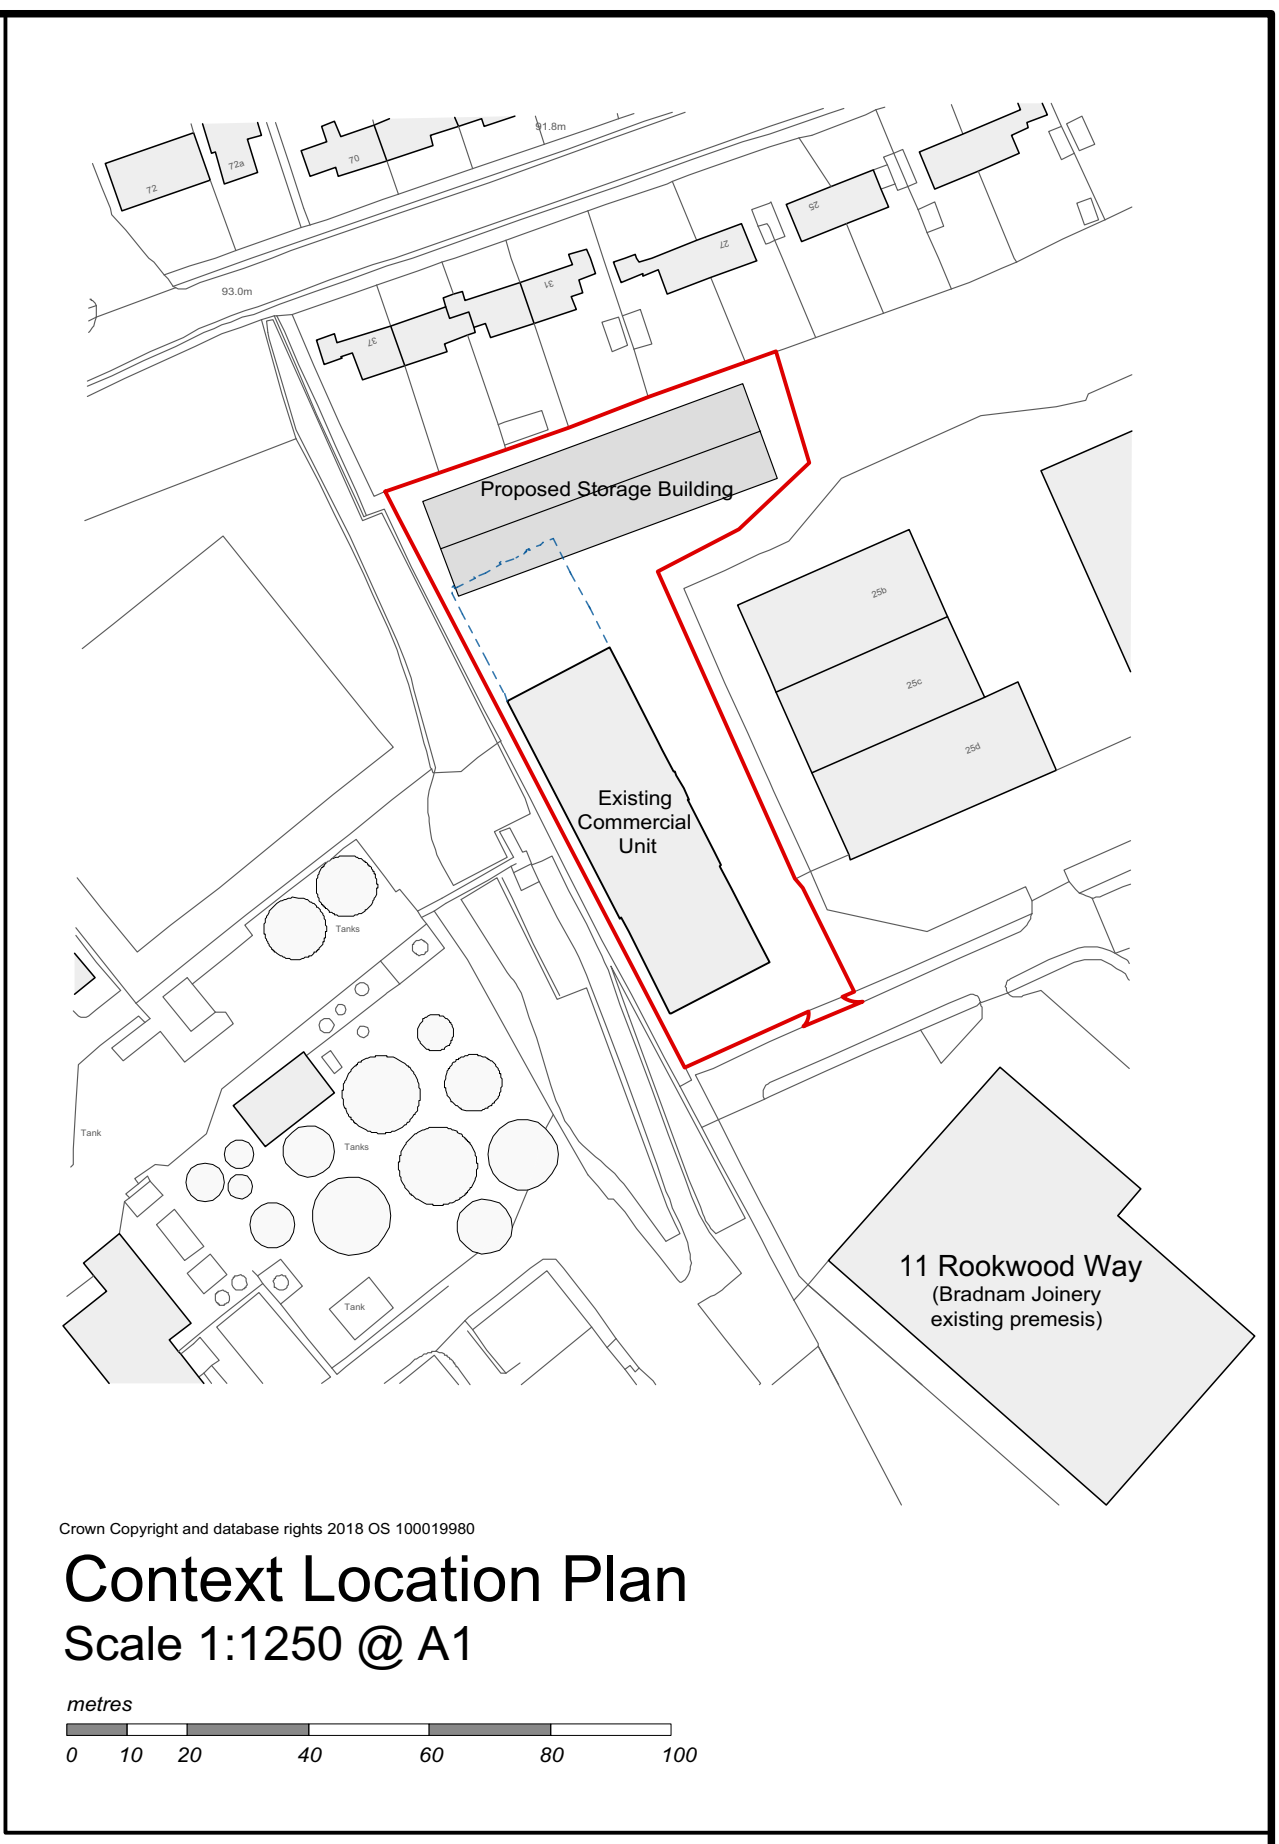 91.8m
72
72a
70
25
27
93.0m
31
37
Proposed Storage Building
25b
25c
25d
Existing
Commercial
Unit
Tanks
Tank
Tanks
11 Rookwood Way
(Bradnam Joinery
existing premesis)
Tank
Crown Copyright and database rights 2018 OS 100019980
Context Location Plan
Scale 1:1250 @ A1
metres
0 10 20 40 60 80 100